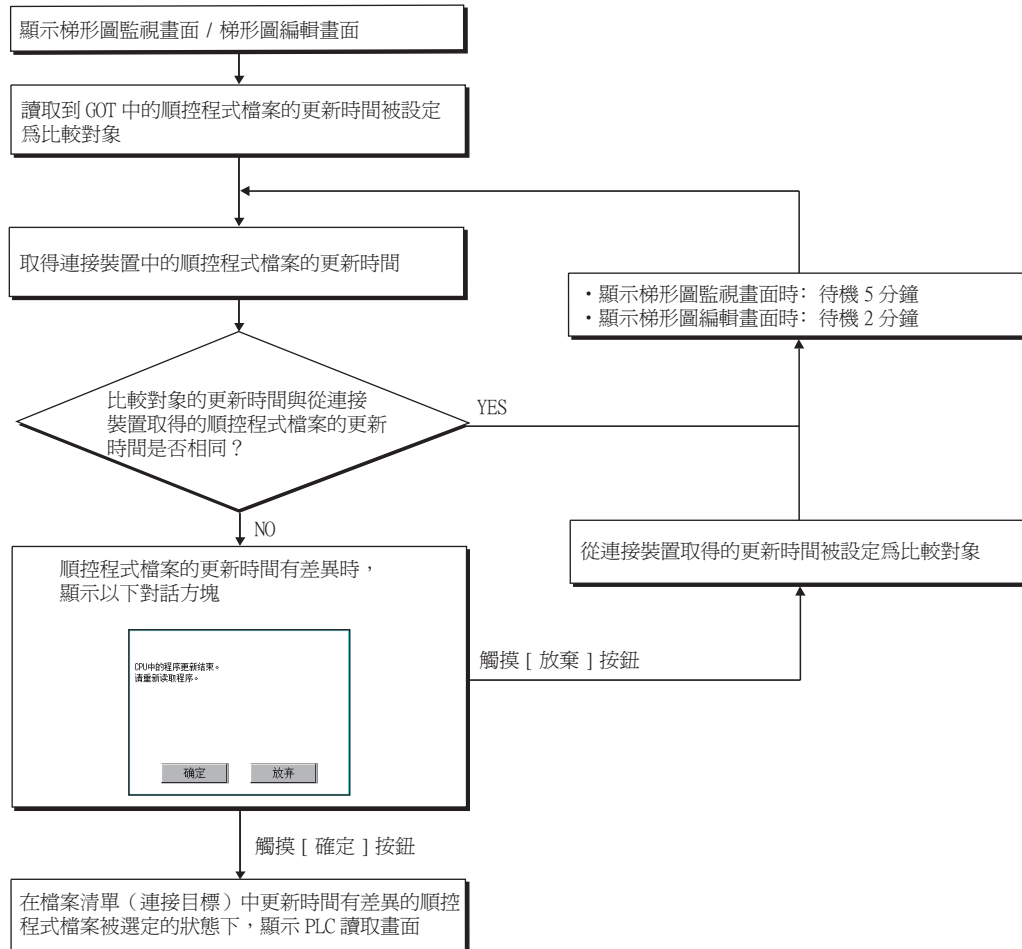 顯示梯形圖監視畫面 / 梯形圖編輯畫面
讀取到 GOT 中的順控程式檔案的更新時間被設定
爲比較對象
取得連接裝置中的順控程式檔案的更新時間
・顯示梯形圖監視畫面時: 待機 5 分鐘
・顯示梯形圖編輯畫面時: 待機 2 分鐘
比較對象的更新時間與從連接
裝置取得的順控程式檔案的更新
時間是否相同?
YES
NO
從連接裝置取得的更新時間被設定爲比較對象
順控程式檔案的更新時間有差異時,
顯示以下對話方塊
CPU中的程序更新结束。
请重新读取程序。
确定
放弃
觸摸 [ 放棄 ] 按鈕
觸摸 [ 確定 ] 按鈕
在檔案清單(連接目標)中更新時間有差異的順控
程式檔案被選定的狀態下,顯示 PLC 讀取畫面